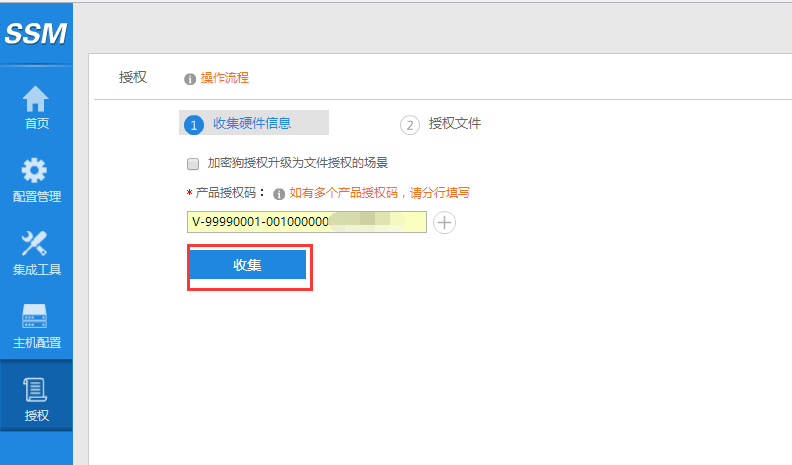 SSM
首页
配置管理
集成工具
主机配置
授权
授权 操作流程
1 收集硬件信息 2 授权文件
加密狗授权升级为文件授权的场景
* 产品授权码： 如有多个产品授权码，请分行填写
V-99990001-001000000
收集